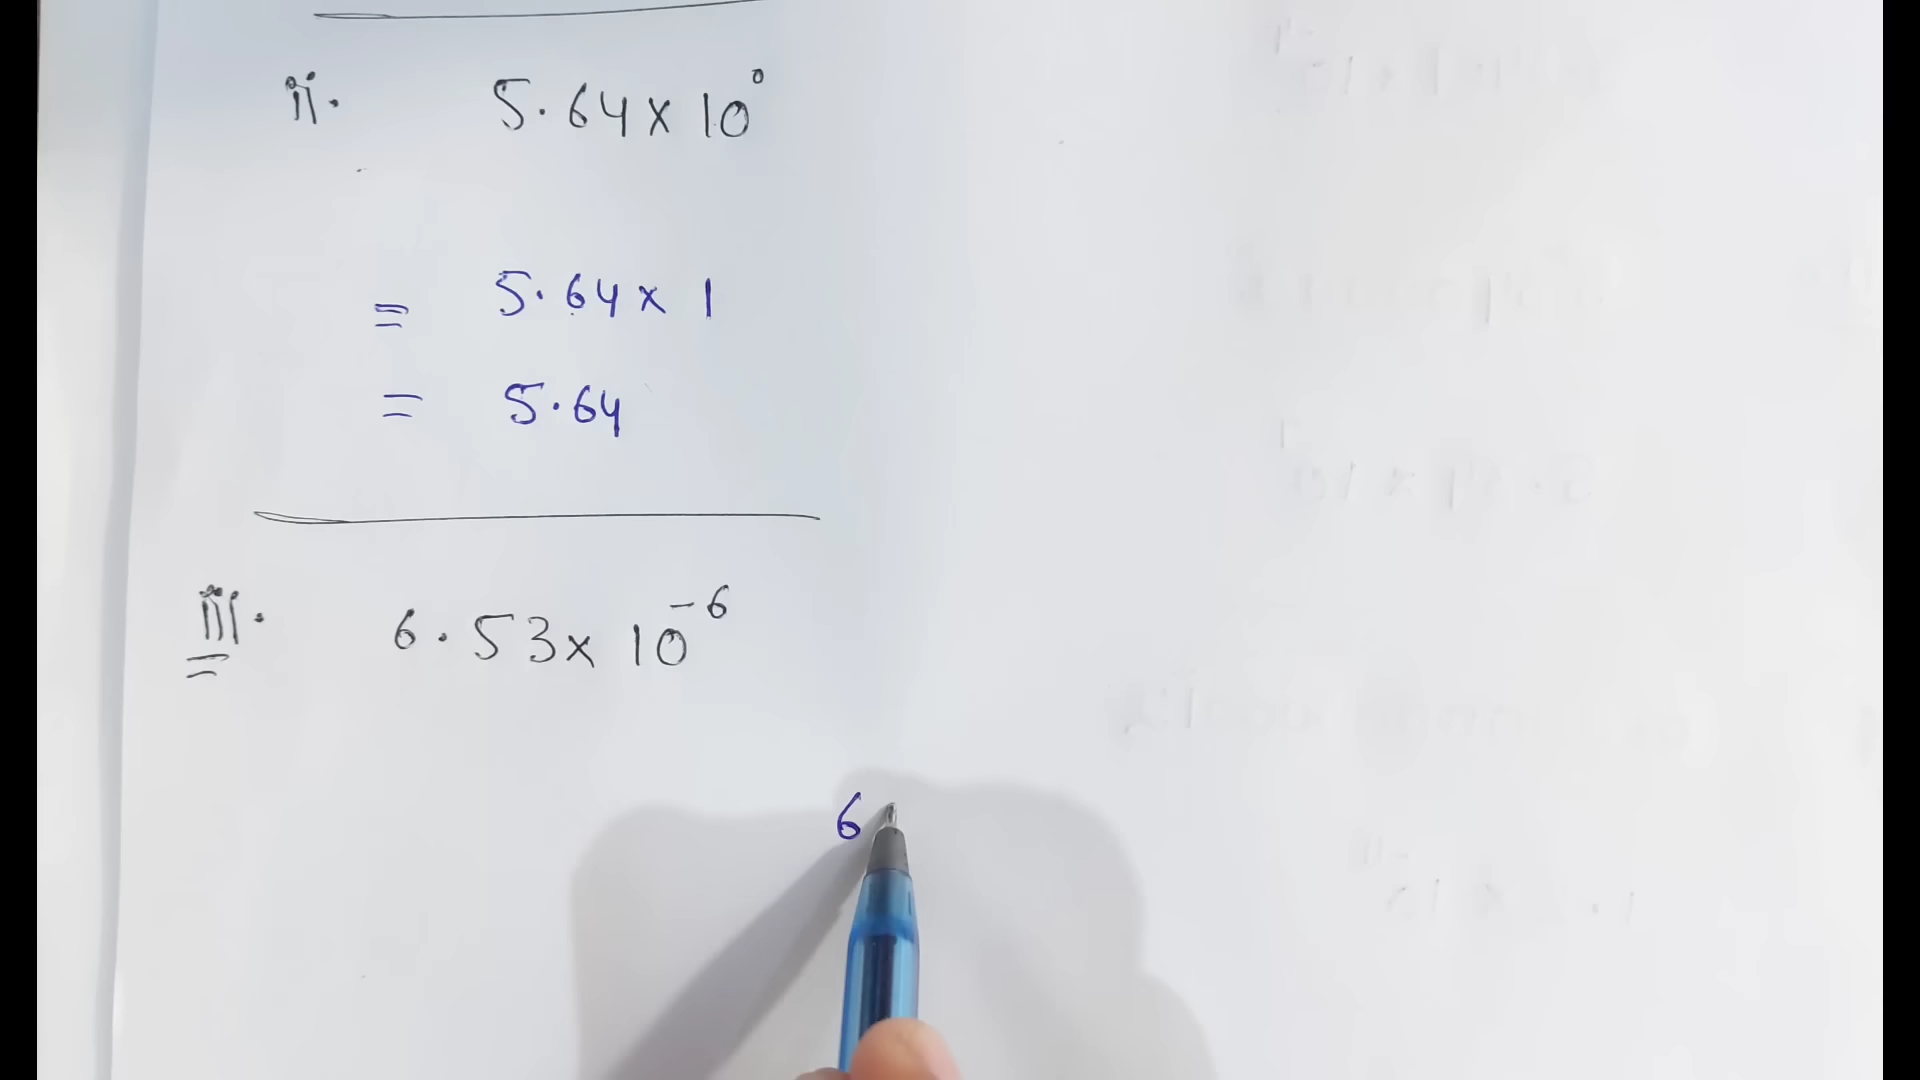 ii. 5.64 x 10⁰
= 5.64 x 1
= 5.64
iii. 6.53 x 10⁻⁶
6